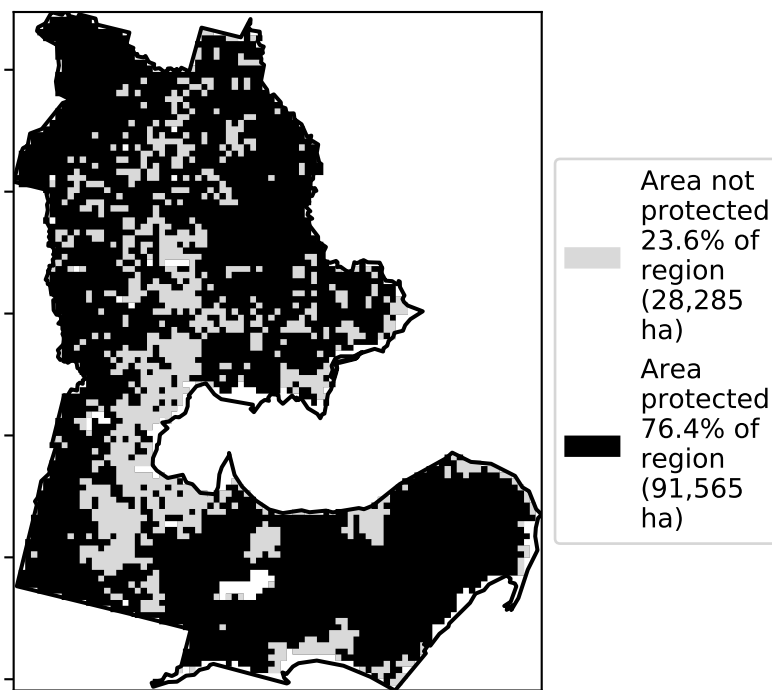 Area not
protected
23.6% of
region
(28,285
ha)
Area
protected
76.4% of
region
(91,565
ha)